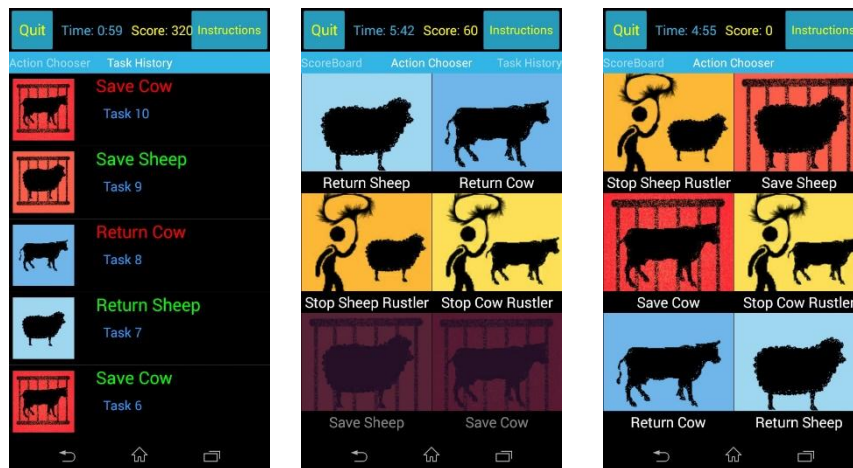 Quit Time: 0:59 Score: 320 Instructions
Action Chooser Task History
Save Cow
Task 10
Save Sheep
Task 9
Return Cow
Task 8
Return Sheep
Task 7
Save Cow
Task 6
Quit Time: 5:42 Score: 60 Instructions
ScoreBoard Action Chooser Task History
Return Sheep Return Cow
Stop Sheep Rustler Stop Cow Rustler
Save Sheep Save Cow
Quit Time: 4:55 Score: 0 Instructions
ScoreBoard Action Chooser
Stop Sheep Rustler Save Sheep
Save Cow Stop Cow Rustler
Return Cow Return Sheep